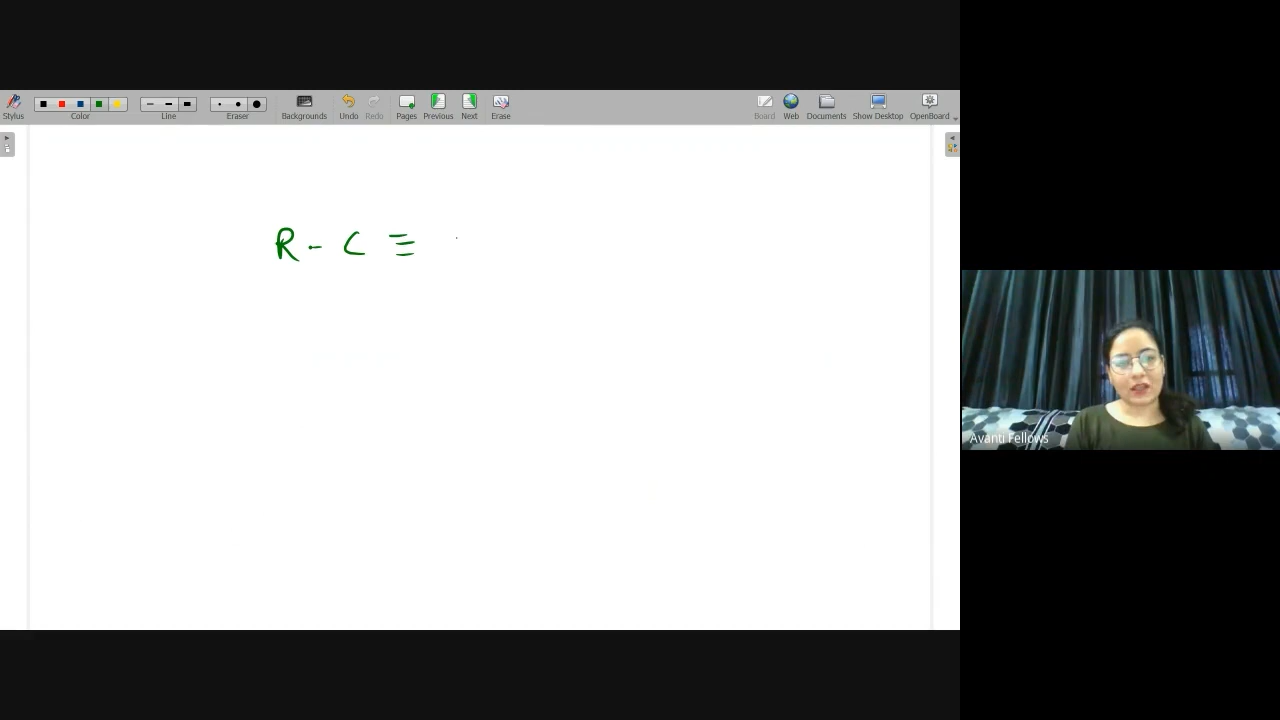 Stylus
Color
Line
Eraser
Backgrounds
Undo
Redo
Pages
Previous
Next
Erase
Board
Web
Documents
Show Desktop
OpenBoard
R - C ≡
Avanti Fellows